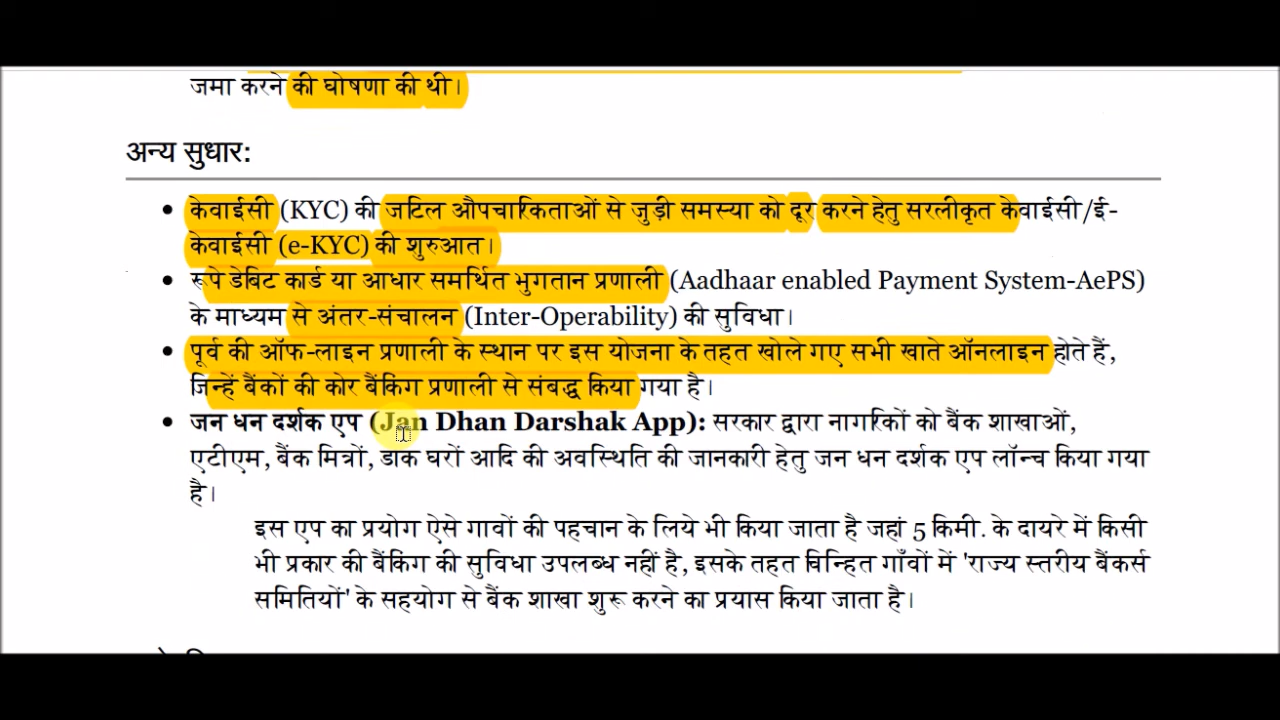 जमा करने की घोषणा की थी।
अन्य सुधार:
केवाईसी (KYC) की जटिल औपचारिकताओं से जुड़ी समस्या को दूर करने हेतु सरलीकृत केवाईसी/ई-
केवाईसी (e-KYC) की शुरुआत।
रूपे डेबिट कार्ड या आधार समर्थित भुगतान प्रणाली (Aadhaar enabled Payment System-AePS)
के माध्यम से अंतर-संचालन (Inter-Operability) की सुविधा।
पूर्व की ऑफ-लाइन प्रणाली के स्थान पर इस योजना के तहत खोले गए सभी खाते ऑनलाइन होते हैं,
जिन्हें बैंकों की कोर बैंकिंग प्रणाली से संबद्ध किया गया है।
जन धन दर्शक एप (Jan Dhan Darshak App): सरकार द्वारा नागरिकों को बैंक शाखाओं,
एटीएम, बैंक मित्रों, डाक घरों आदि की अवस्थिति की जानकारी हेतु जन धन दर्शक एप लॉन्च किया गया
है।
इस एप का प्रयोग ऐसे गावों की पहचान के लिये भी किया जाता है जहां 5 किमी. के दायरे में किसी
भी प्रकार की बैंकिंग की सुविधा उपलब्ध नहीं है, इसके तहत चिन्हित गाँवों में 'राज्य स्तरीय बैंकर्स
समितियों' के सहयोग से बैंक शाखा शुरू करने का प्रयास किया जाता है।